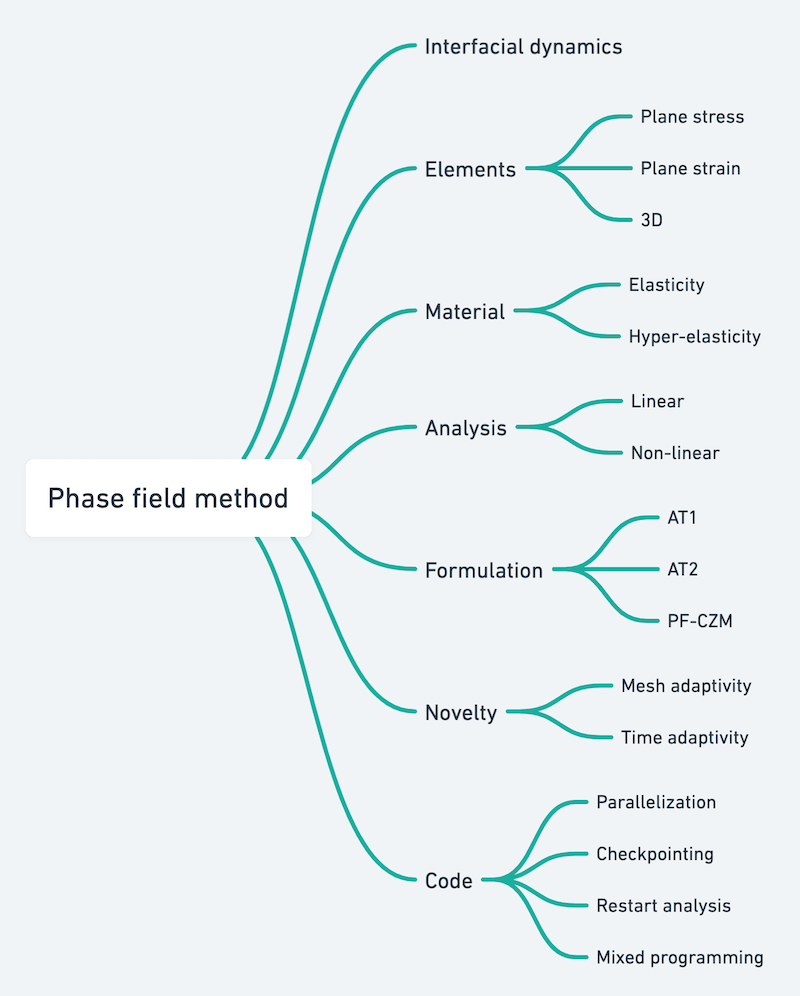 Phase field method
Interfacial dynamics
Elements
Plane stress
Plane strain
3D
Material
Elasticity
Hyper-elasticity
Analysis
Linear
Non-linear
Formulation
AT1
AT2
PF-CZM
Novelty
Mesh adaptivity
Time adaptivity
Code
Parallelization
Checkpointing
Restart analysis
Mixed programming